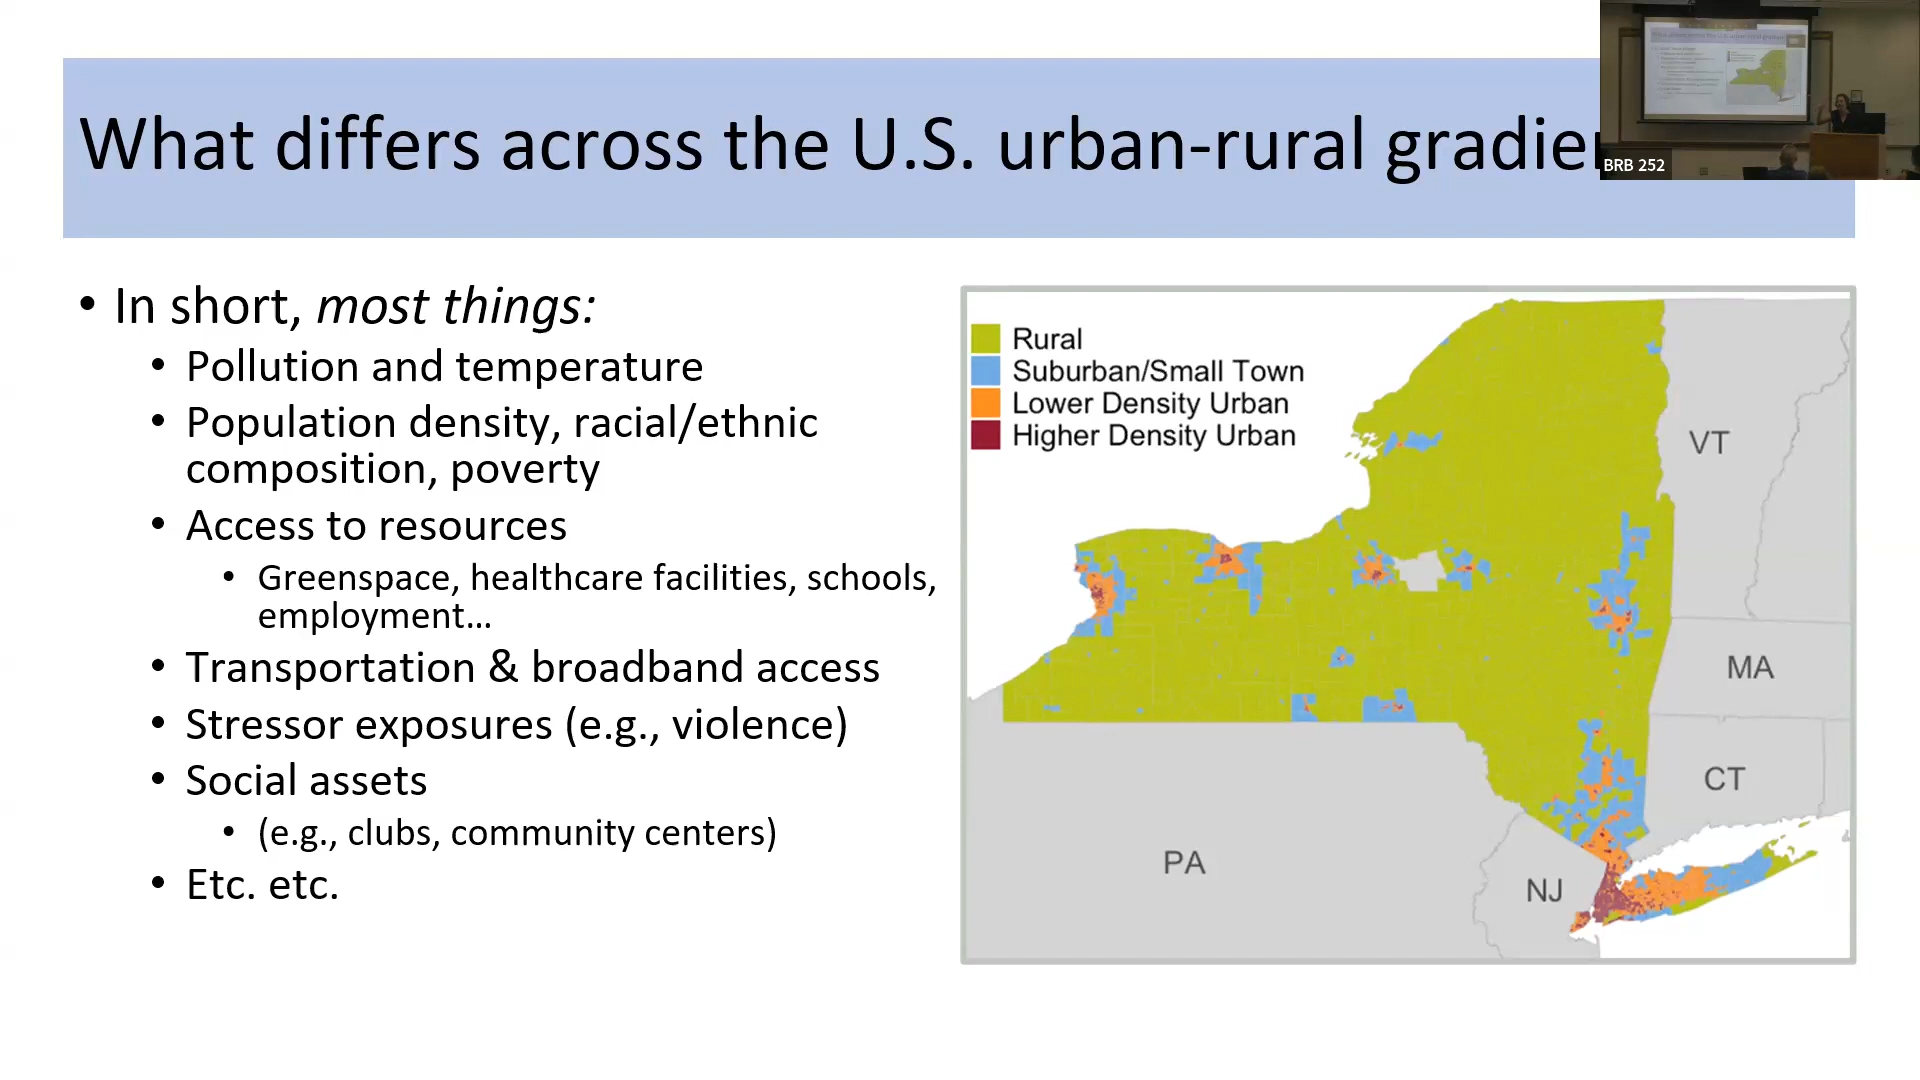 What differs across the U.S. urban-rural gradien
BRB 252
• In short, most things:
• Pollution and temperature
• Population density, racial/ethnic
composition, poverty
• Access to resources
• Greenspace, healthcare facilities, schools,
employment…
• Transportation & broadband access
• Stressor exposures (e.g., violence)
• Social assets
• (e.g., clubs, community centers)
• Etc. etc.
Rural
Suburban/Small Town
Lower Density Urban
Higher Density Urban
VT
MA
CT
PA
NJ